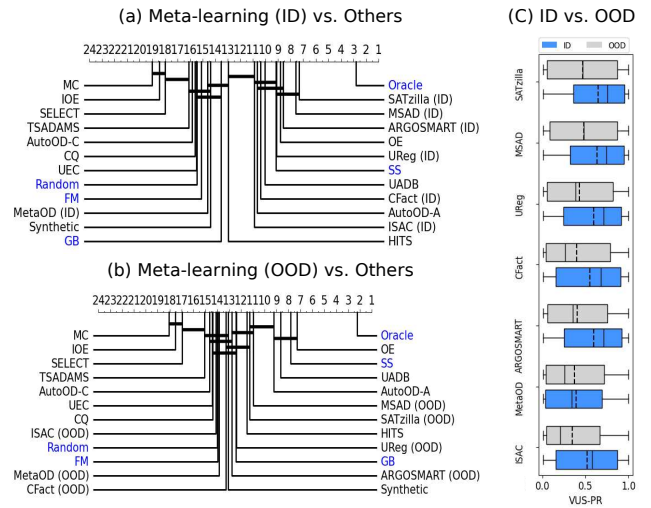 (a) Meta-learning (ID) vs. Others
24 23 22 21 20 19 18 17 16 15 14 13 12 11 10 9 8 7 6 5 4 3 2 1
MC
IOE
SELECT
TSADAMS
AutoOD-C
CQ
UEC
Random
FM
MetaOD (ID)
Synthetic
GB
Oracle
SATzilla (ID)
MSAD (ID)
ARGOSMART (ID)
OE
UReg (ID)
SS
UADB
CFact (ID)
AutoOD-A
ISAC (ID)
HITS
(b) Meta-learning (OOD) vs. Others
24 23 22 21 20 19 18 17 16 15 14 13 12 11 10 9 8 7 6 5 4 3 2 1
MC
IOE
SELECT
TSADAMS
AutoOD-C
UEC
CQ
ISAC (OOD)
Random
FM
MetaOD (OOD)
CFact (OOD)
Oracle
OE
SS
UADB
AutoOD-A
MSAD (OOD)
SATzilla (OOD)
HITS
UReg (OOD)
GB
ARGOSMART (OOD)
Synthetic
(C) ID vs. OOD
ID OOD
SATzilla
MSAD
UReg
CFact
ARGOSMART
MetaOD
ISAC
0.0 0.5 1.0
VUS-PR